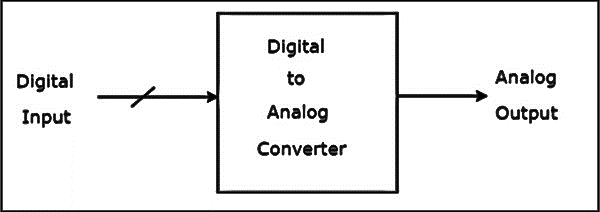 Digital
Input
Digital
to
Analog
Converter
Analog
Output